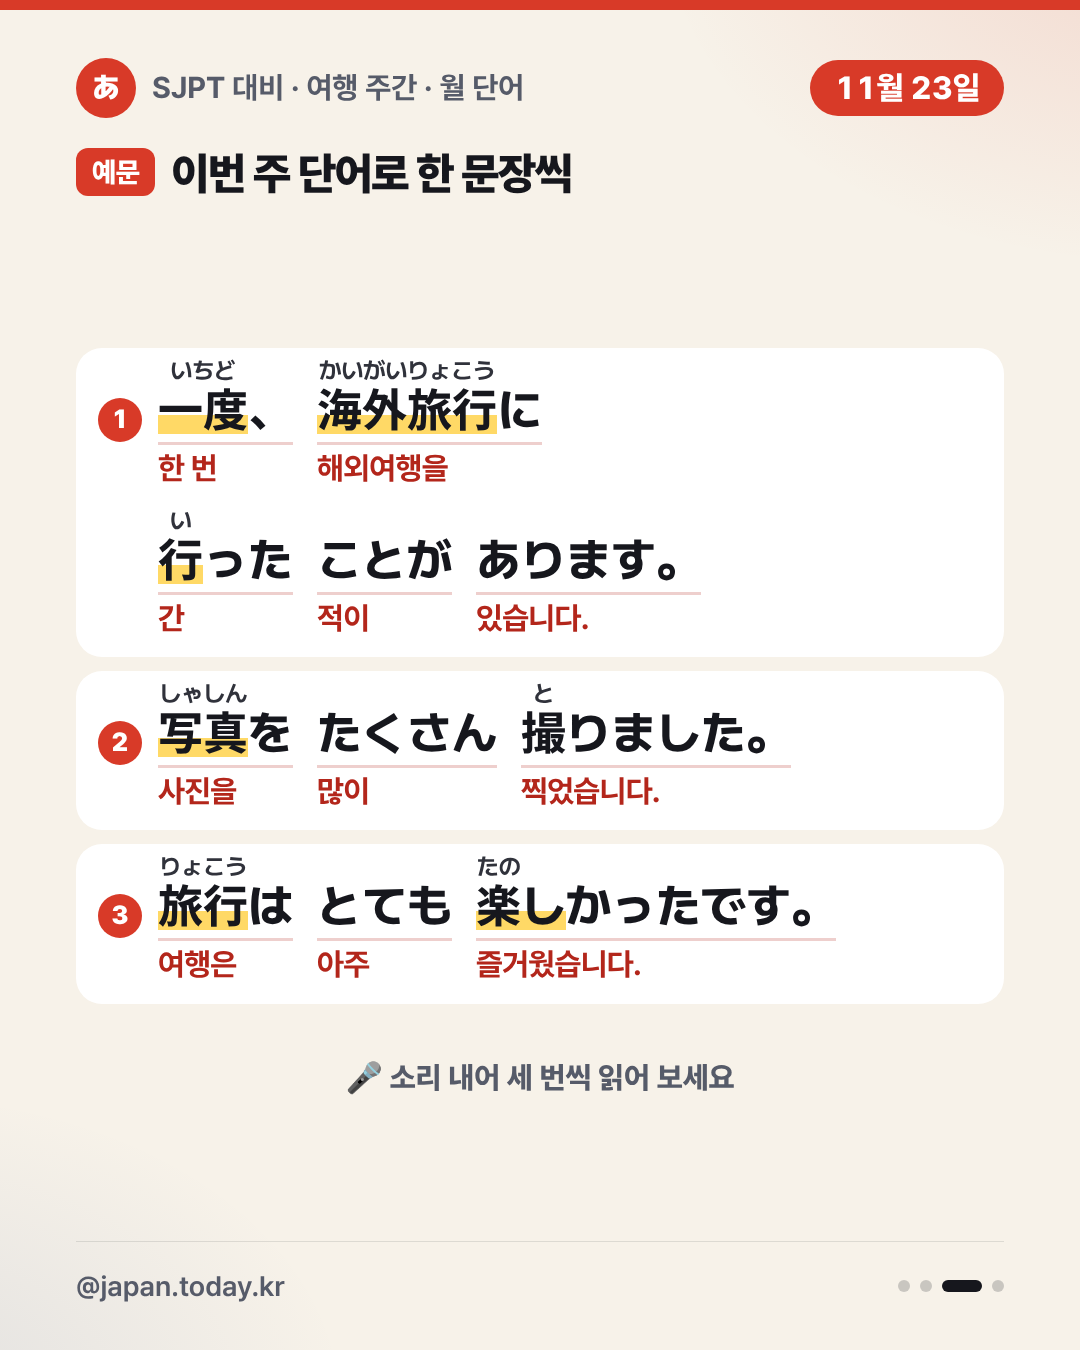 あ SJPT 대비 · 여행 주간 · 월 단어
11월 23일
예문 이번 주 단어로 한 문장씩
いちど かいがいりょこう
1 一度、 海外旅行に
한 번 해외여행을
い
行った ことが あります。
간 적이 있습니다.
しゃしん と
2 写真を たくさん 撮りました。
사진을 많이 찍었습니다.
りょこう たの
3 旅行は とても 楽しかったです。
여행은 아주 즐거웠습니다.
🎤 소리 내어 세 번씩 읽어 보세요
@japan.today.kr